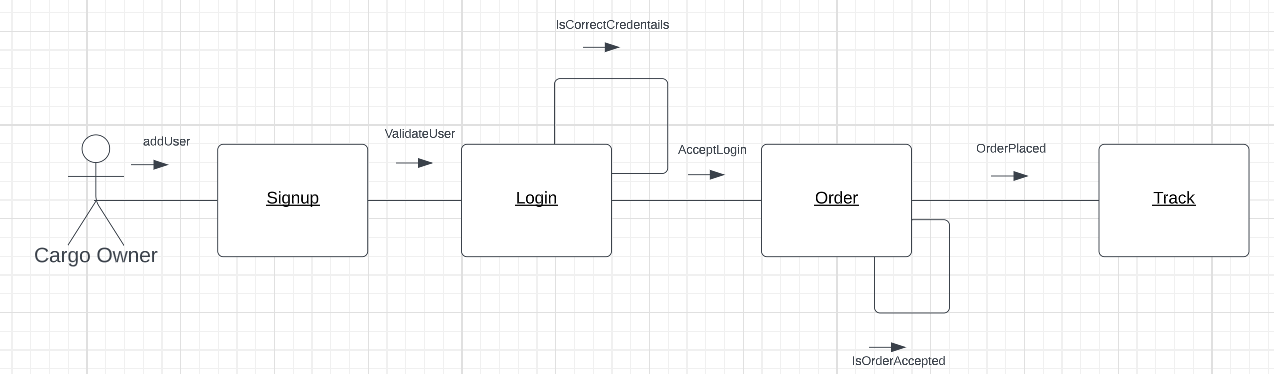 IsCorrectCredentails
addUser
ValidateUser
AcceptLogin
OrderPlaced
Signup
Login
Order
Track
Cargo Owner
IsOrderAccepted